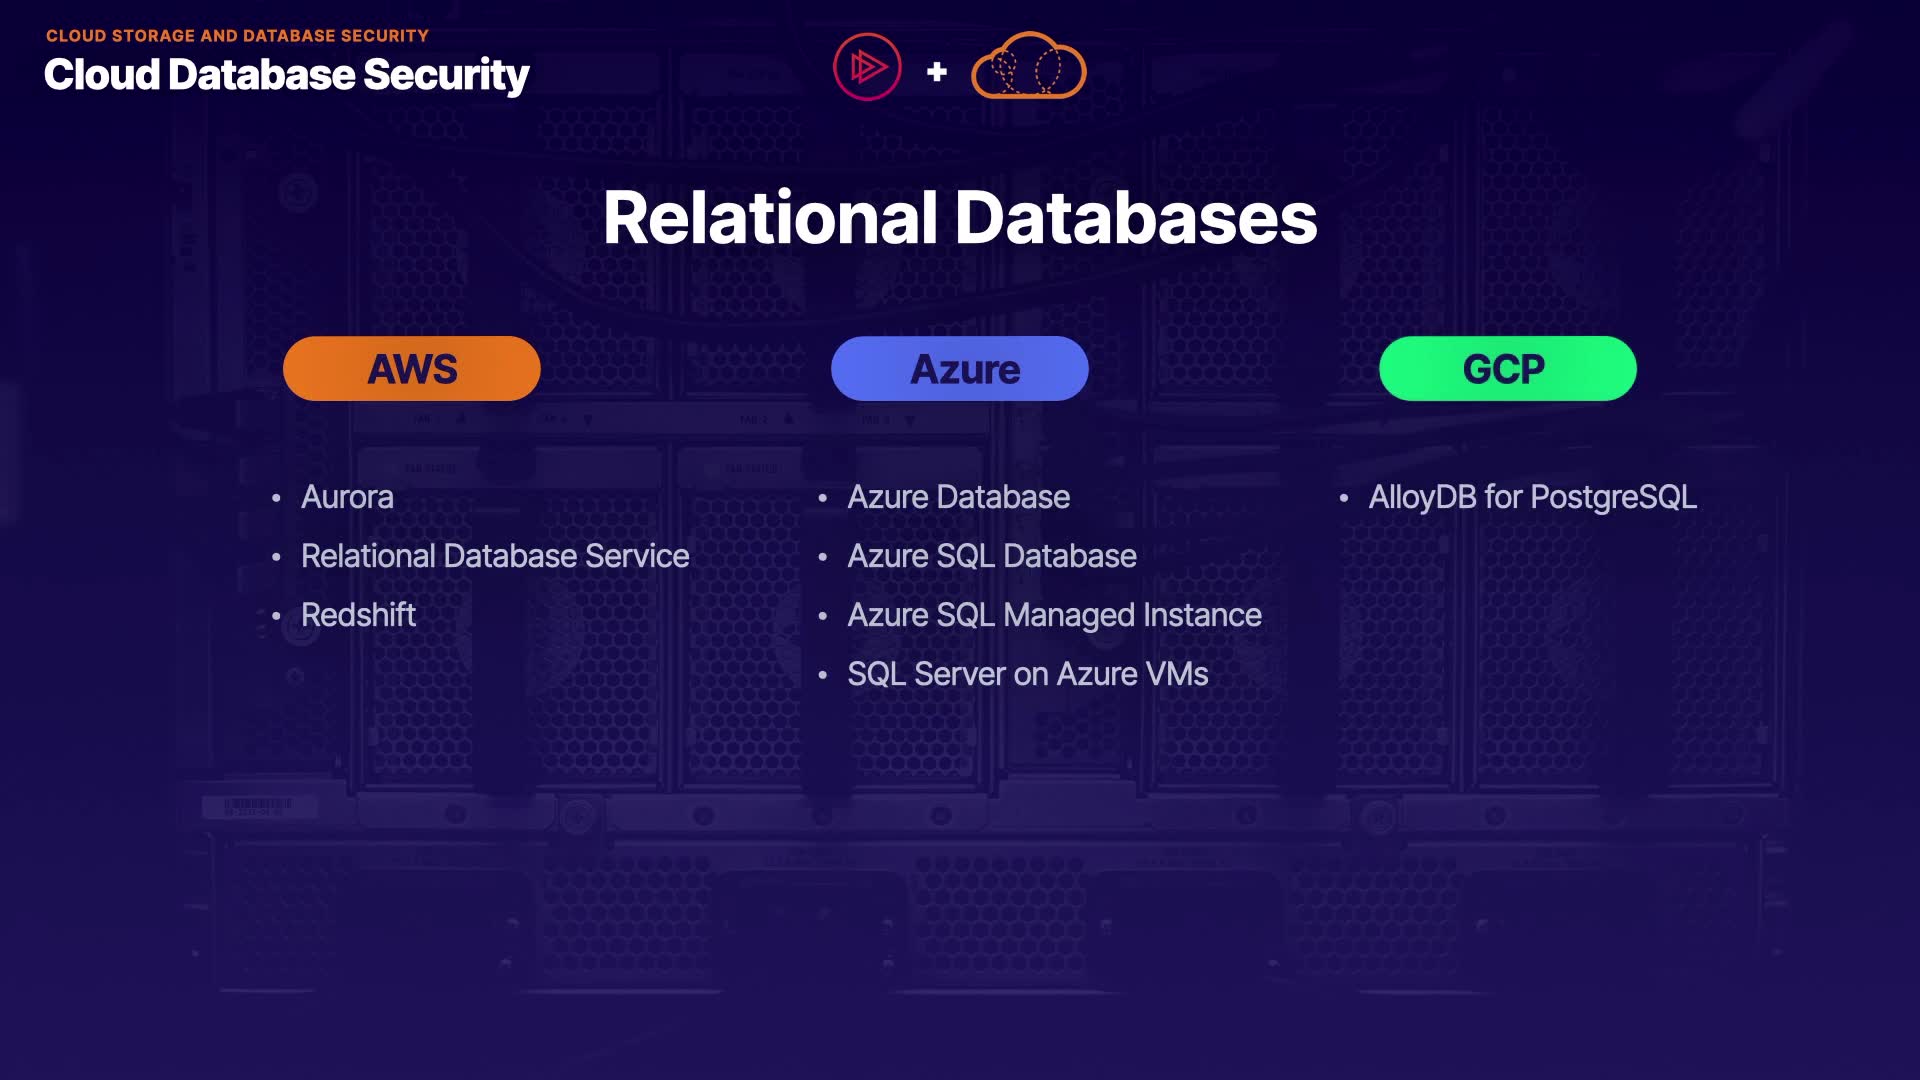 CLOUD STORAGE AND DATABASE SECURITY
Cloud Database Security
+
Relational Databases
AWS
Azure
GCP
• Aurora
• Relational Database Service
• Redshift
• Azure Database
• Azure SQL Database
• Azure SQL Managed Instance
• SQL Server on Azure VMs
• AlloyDB for PostgreSQL